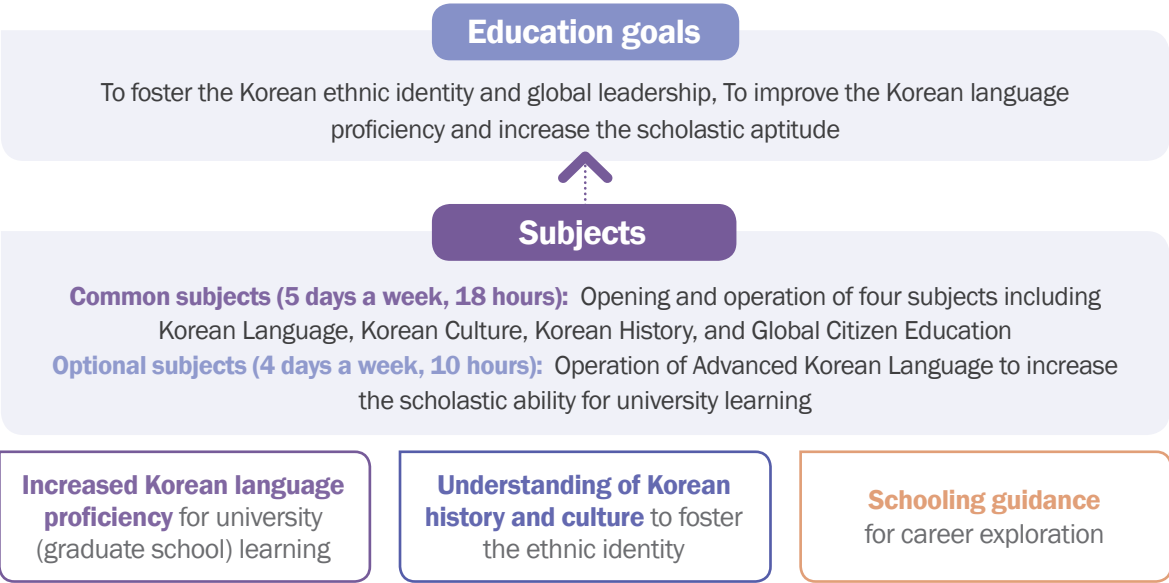 Education goals
To foster the Korean ethnic identity and global leadership, To improve the Korean language
proficiency and increase the scholastic aptitude
Subjects
Common subjects (5 days a week, 18 hours): Opening and operation of four subjects including
Korean Language, Korean Culture, Korean History, and Global Citizen Education
Optional subjects (4 days a week, 10 hours): Operation of Advanced Korean Language to increase
the scholastic ability for university learning
Increased Korean language
proficiency for university
(graduate school) learning
Understanding of Korean
history and culture to foster
the ethnic identity
Schooling guidance
for career exploration